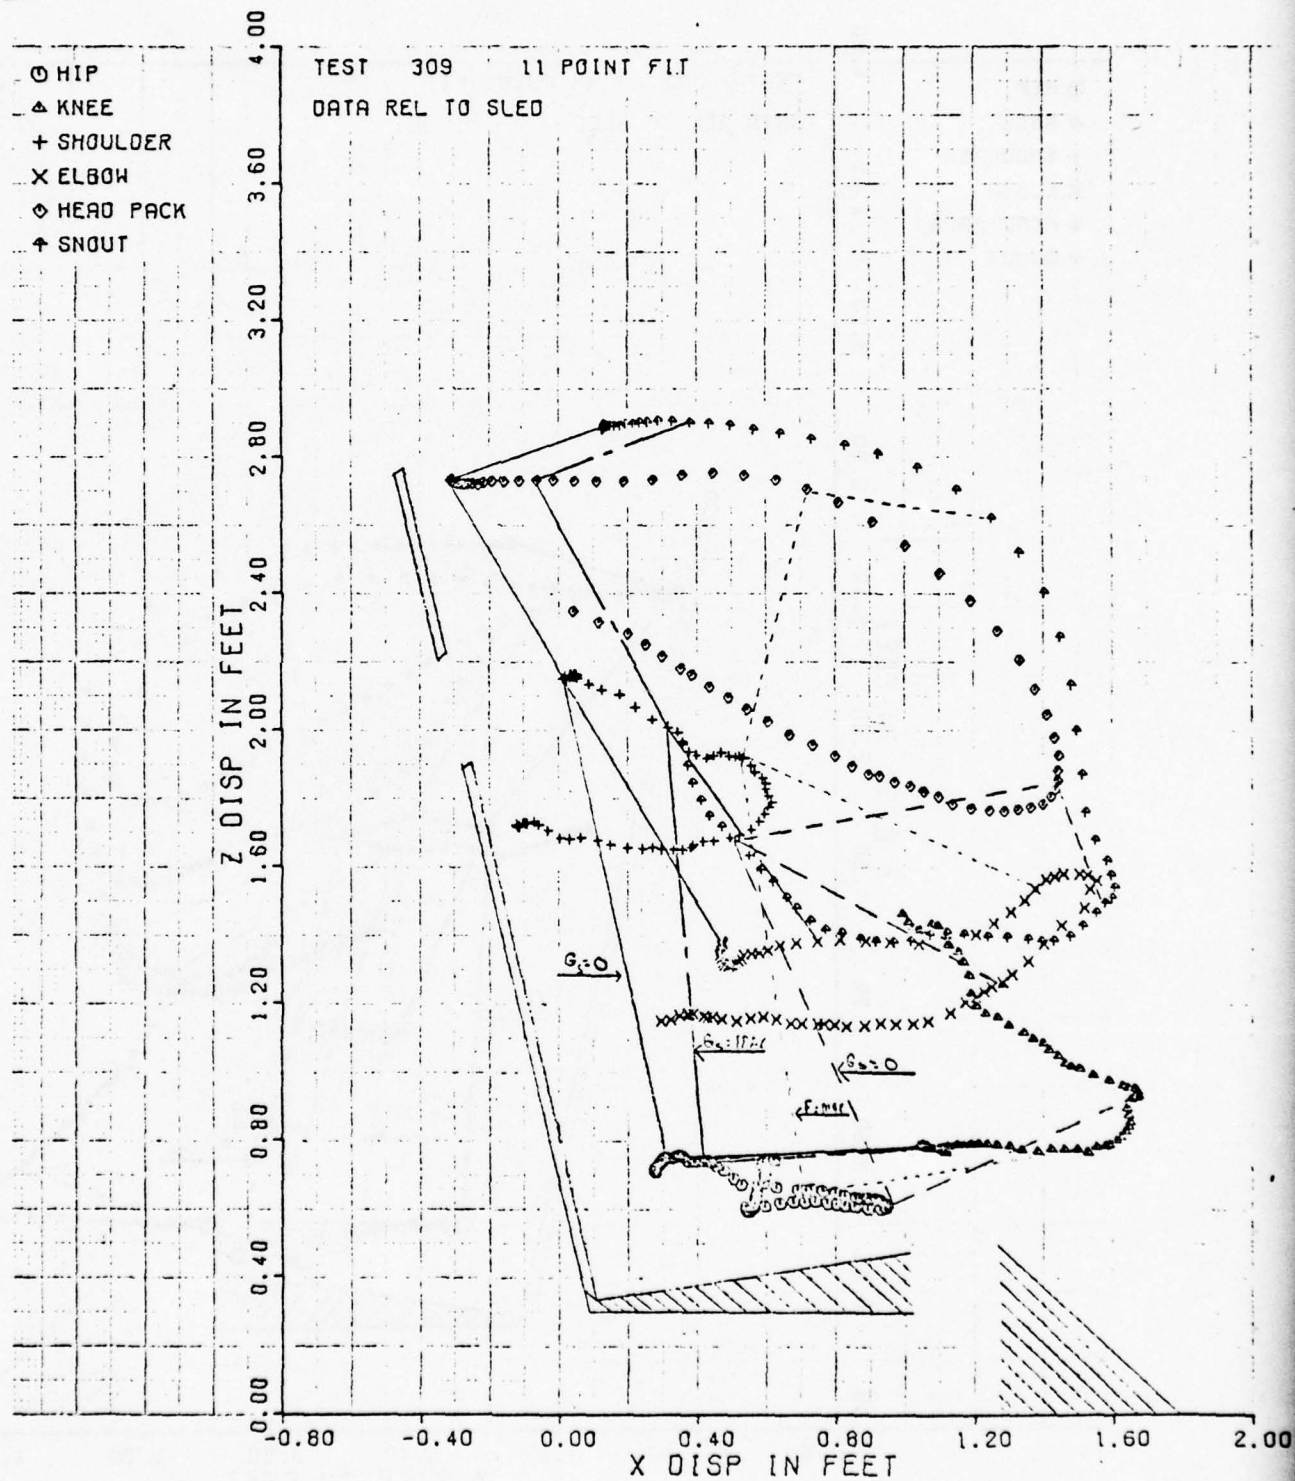 HIP
KNEE
SHOULDER
ELBOW
HEAD PACK
SNOUT
TEST 309 11 POINT FIT
DATA REL TO SLED
4.00
3.60
3.20
2.80
2.40
2.00
1.60
1.20
0.80
0.40
0.00
Z DISP IN FEET
Gs=0
Gs=0
-0.80 -0.40 0.00 0.40 0.80 1.20 1.60 2.00
X DISP IN FEET